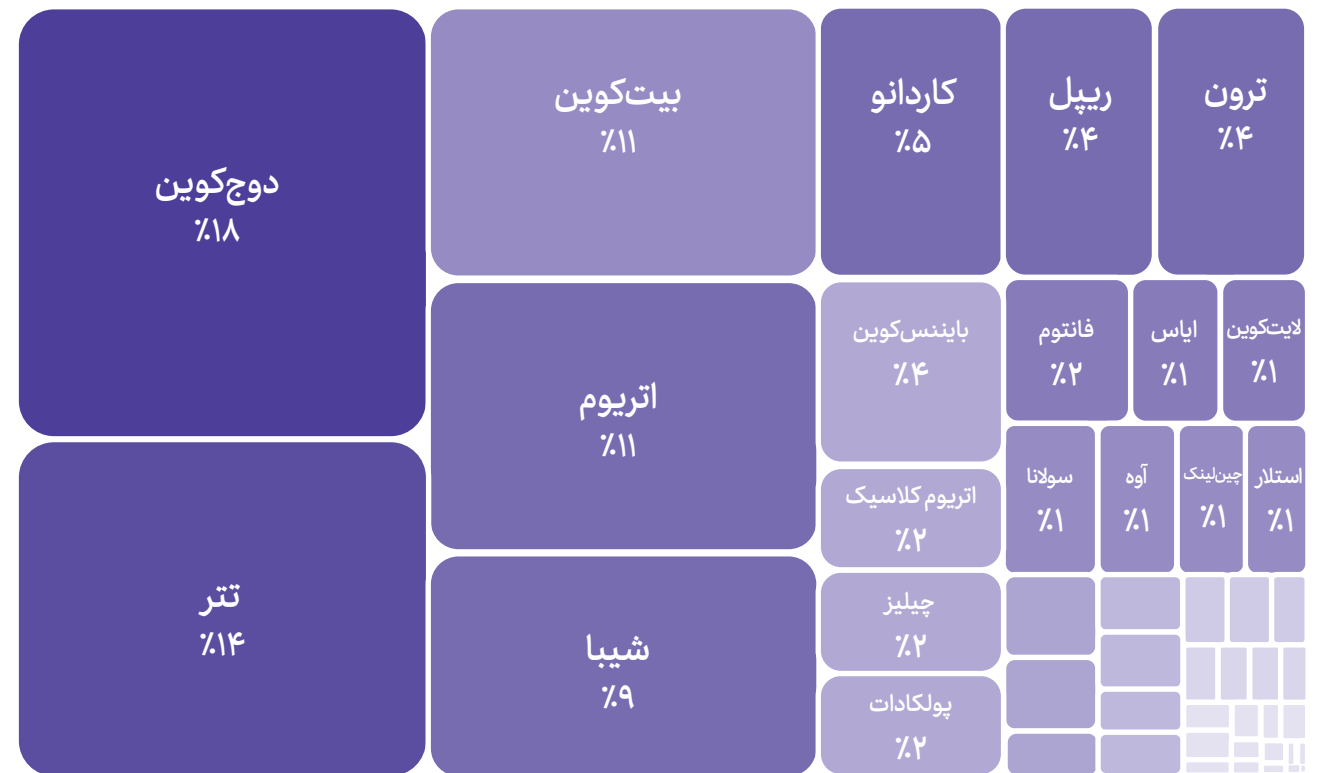 دوج‌کوین
٪۱۸
تتر
٪۱۴
بیت‌کوین
٪۱۱
اتریوم
٪۱۱
شیبا
٪۹
کاردانو
٪۵
ریپل
٪۴
ترون
٪۴
بایننس‌کوین
٪۴
اتریوم کلاسیک
٪۲
چیلیز
٪۲
پولکادات
٪۲
فانتوم
٪۲
ایاس
٪۱
لایت‌کوین
٪۱
سولانا
٪۱
آوه
٪۱
چین‌لینک
٪۱
استلار
٪۱